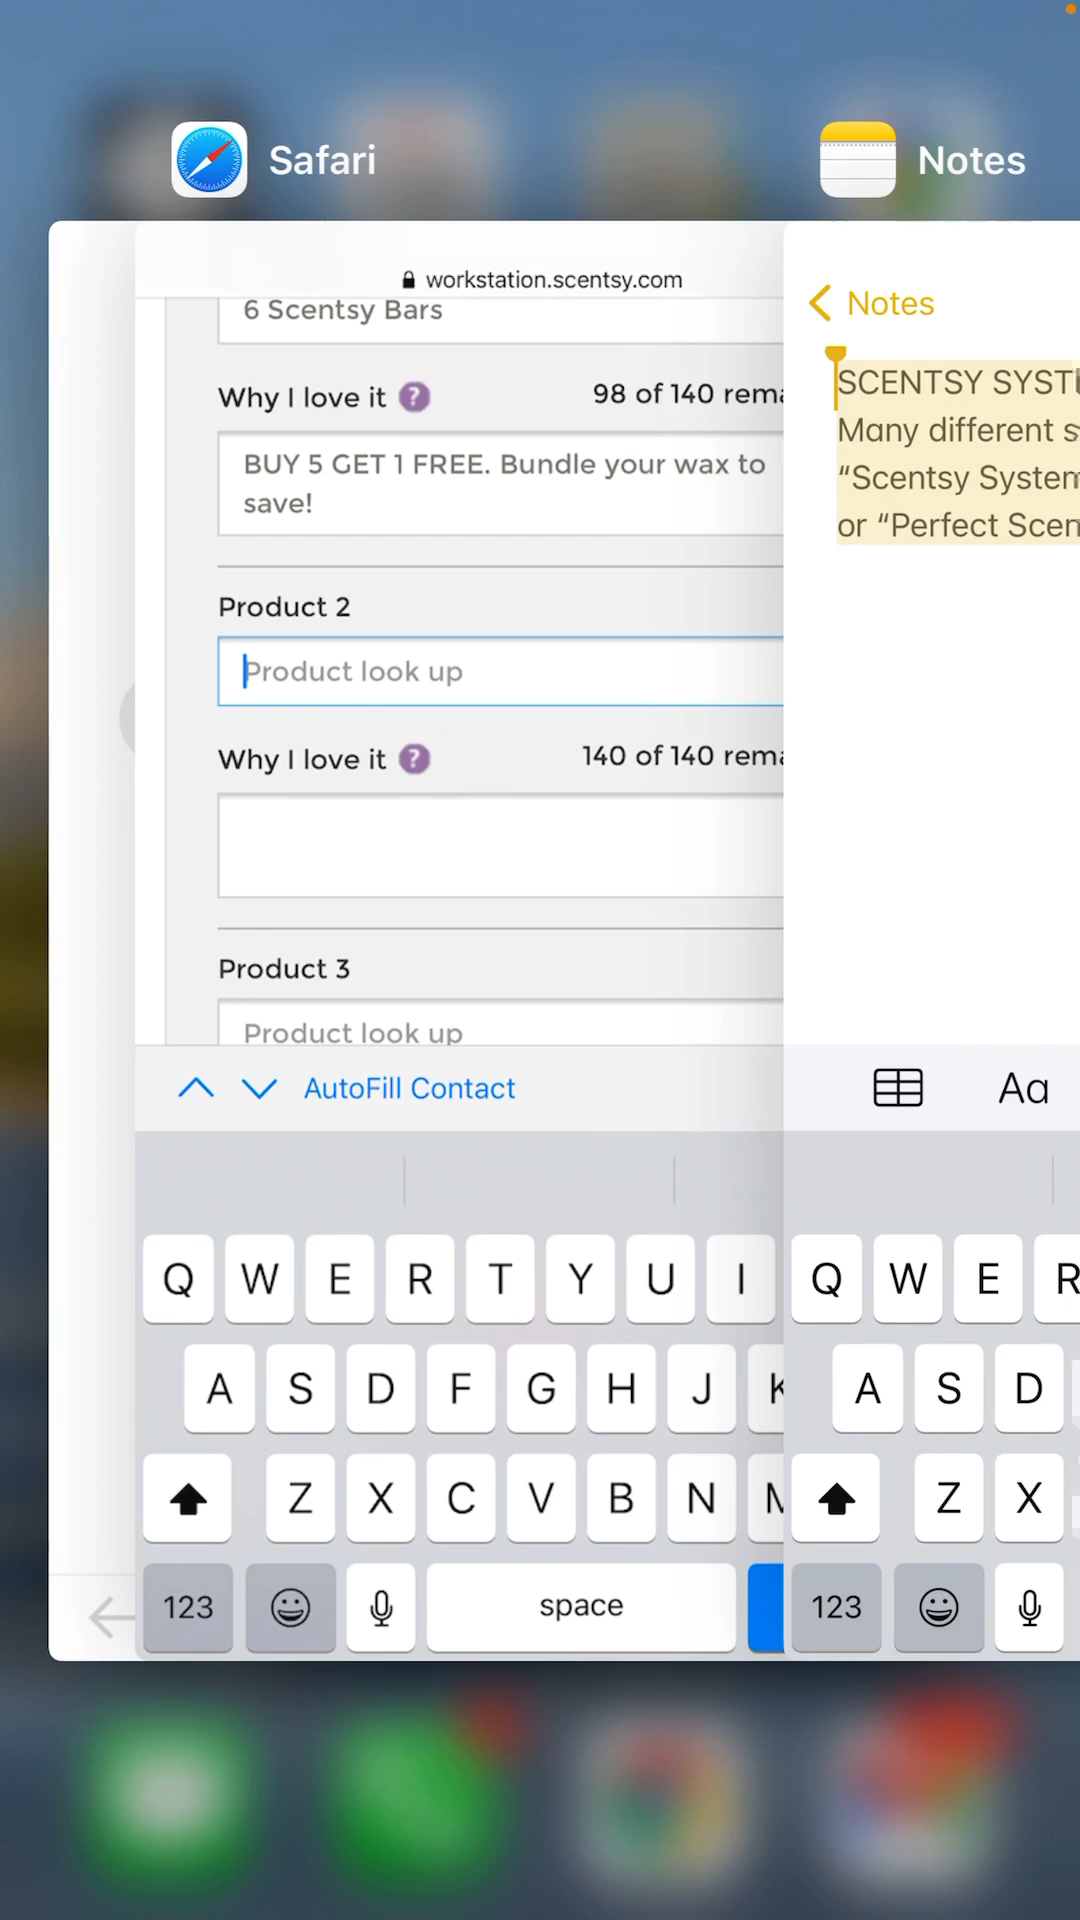 Safari
Notes
workstation.scentsy.com
6 Scentsy Bars
Why I love it ?
98 of 140
BUY 5 GET 1 FREE. Bundle your wax to
save!
Product 2
Product look up
Why I love it ?
140 of 140
Product 3
Product look up
AutoFill Contact
Q W E R T Y U I
A S D F G H J K
Z X C V B N M
123 space
Notes
SCENTSY
Many different
“Scentsy
or “Perfect
Aa
Q W E R
A S D
Z X
123